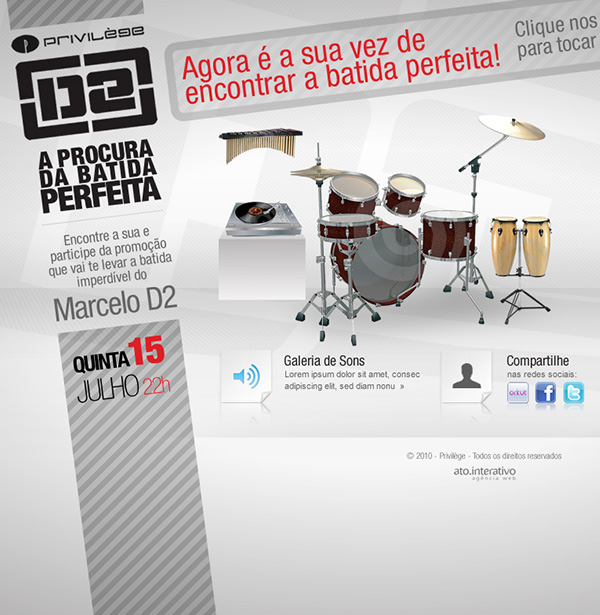 PRIVILÈGE
D2
A PROCURA
DA BATIDA
PERFEITA
Encontre a sua e
participe da promoção
que vai te levar a batida
imperdível do
Marcelo D2
QUINTA 15
JULHO 22h
Agora é a sua vez de
encontrar a batida perfeita!
Clique nos
para tocar
Galeria de Sons
Lorem ipsum dolor sit amet, consec
adipiscing elit, sed diam nonu »
Compartilhe
nas redes sociais:
orkut f t
© 2010 - Privilège - Todos os direitos reservados
ato.interativo
agência web